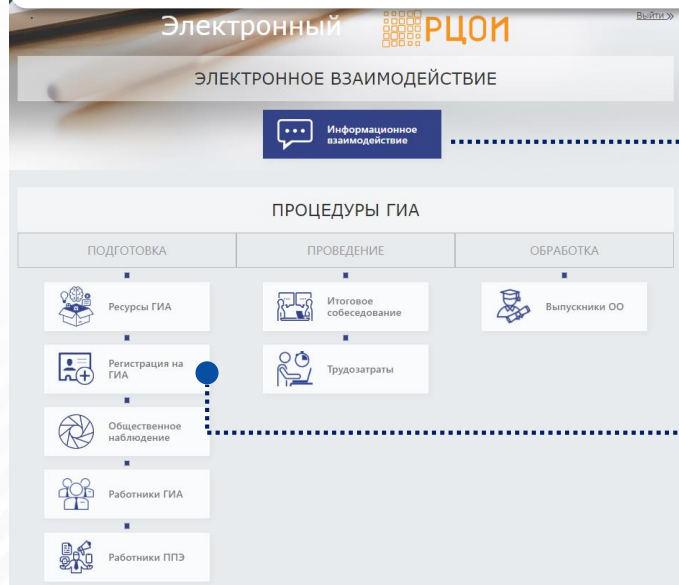 Электронный РЦОИ
Выйти »
ЭЛЕКТРОННОЕ ВЗАИМОДЕЙСТВИЕ
Информационное
взаимодействие
ПРОЦЕДУРЫ ГИА
ПОДГОТОВКА
ПРОВЕДЕНИЕ
ОБРАБОТКА
Ресурсы ГИА
Итоговое
собеседование
Выпускники ОО
Регистрация на
ГИА
Трудозатраты
Общественное
наблюдение
Работники ГИА
Работники ППЭ